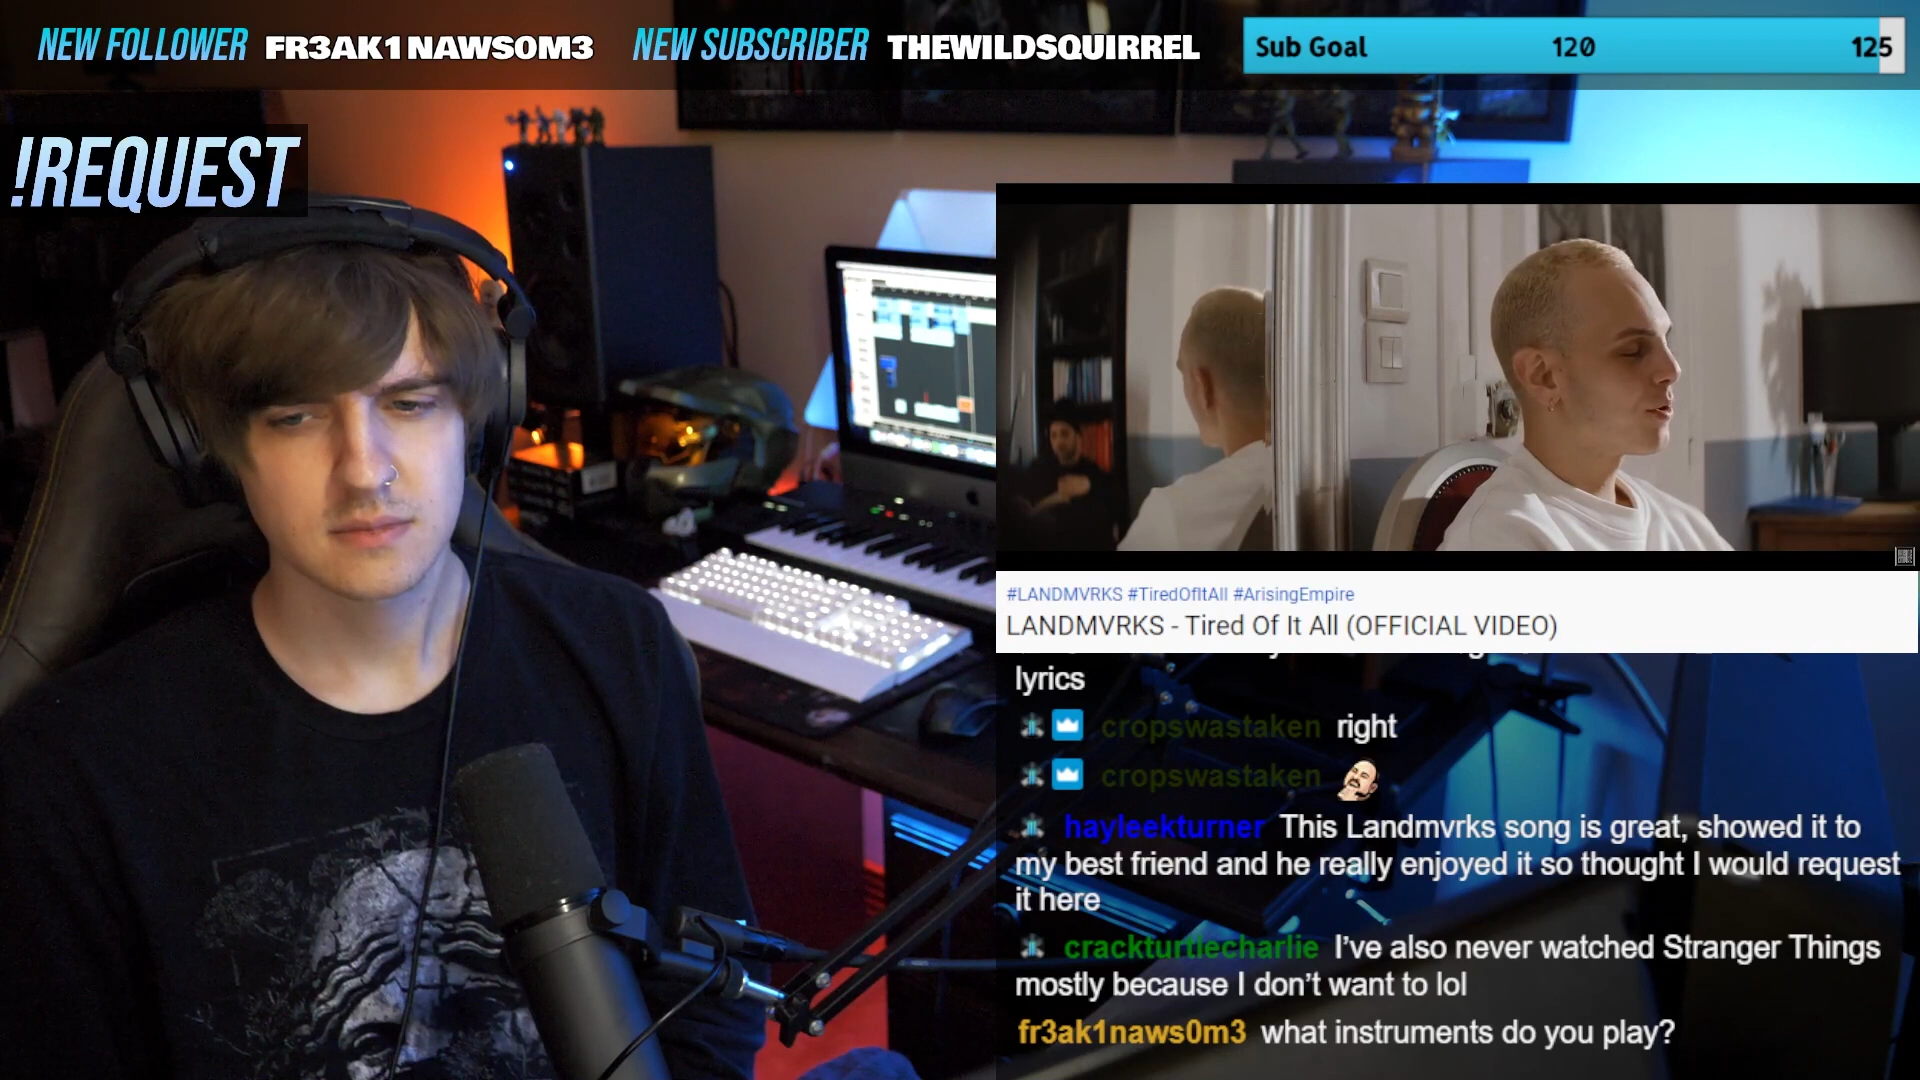 NEW FOLLOWER FR3AK1NAWSOM3 NEW SUBSCRIBER THEWILDSQUIRREL Sub Goal 120 125
!REQUEST
#LANDMVRKS #TiredOfItAll #ArisingEmpire
LANDMVRKS - Tired Of It All (OFFICIAL VIDEO)
lyrics
cropswastaken right
cropswastaken
hayleekturner This Landmvrks song is great, showed it to
my best friend and he really enjoyed it so thought I would request
it here
crackturtlecharlie I’ve also never watched Stranger Things
mostly because I don’t want to lol
fr3ak1naws0m3 what instruments do you play?